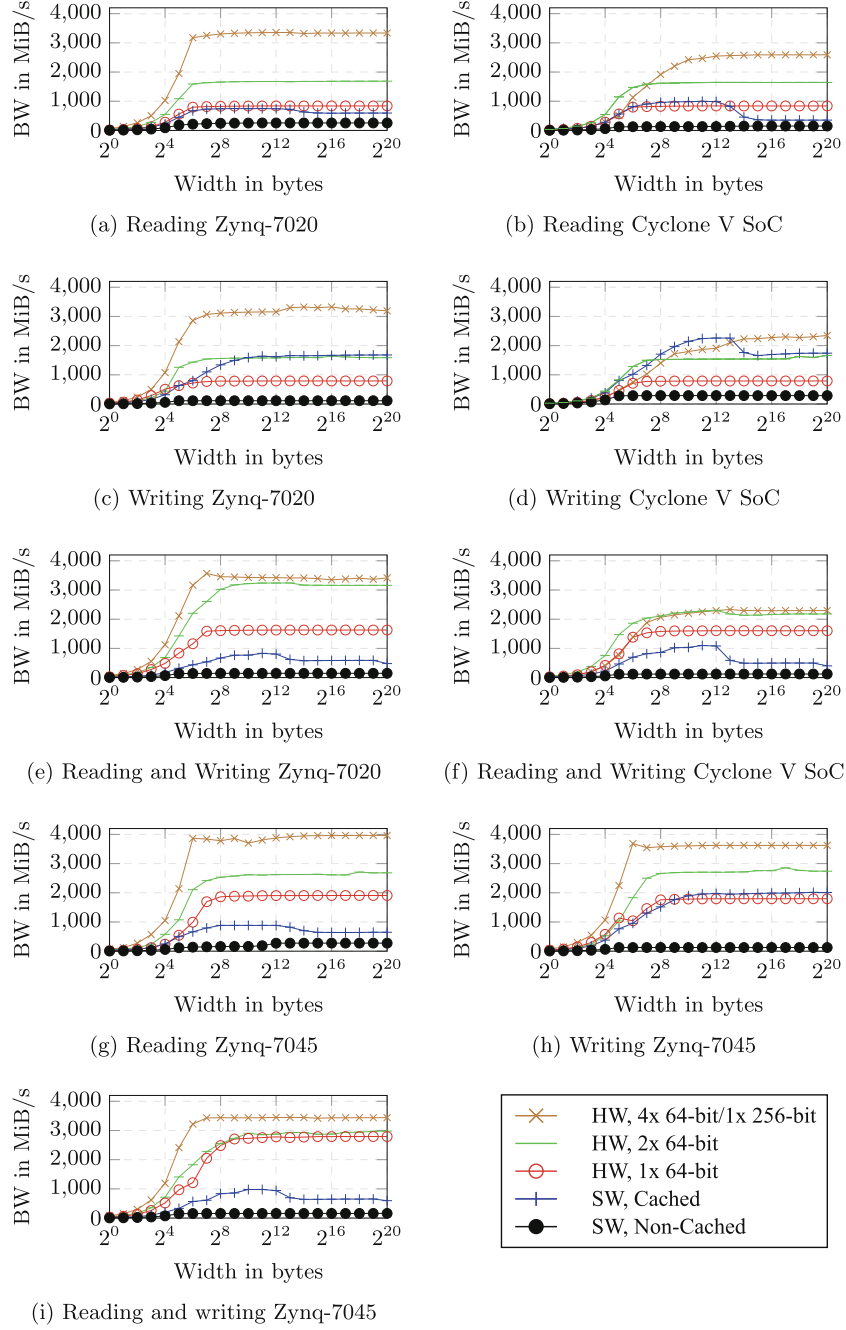 4,000
3,000
2,000
1,000
0
BW in MiB/s
2^0 2^4 2^8 2^12 2^16 2^20
Width in bytes
(a) Reading Zynq-7020
4,000
3,000
2,000
1,000
0
BW in MiB/s
2^0 2^4 2^8 2^12 2^16 2^20
Width in bytes
(b) Reading Cyclone V SoC
4,000
3,000
2,000
1,000
0
BW in MiB/s
2^0 2^4 2^8 2^12 2^16 2^20
Width in bytes
(c) Writing Zynq-7020
4,000
3,000
2,000
1,000
0
BW in MiB/s
2^0 2^4 2^8 2^12 2^16 2^20
Width in bytes
(d) Writing Cyclone V SoC
4,000
3,000
2,000
1,000
0
BW in MiB/s
2^0 2^4 2^8 2^12 2^16 2^20
Width in bytes
(e) Reading and Writing Zynq-7020
4,000
3,000
2,000
1,000
0
BW in MiB/s
2^0 2^4 2^8 2^12 2^16 2^20
Width in bytes
(f) Reading and Writing Cyclone V SoC
4,000
3,000
2,000
1,000
0
BW in MiB/s
2^0 2^4 2^8 2^12 2^16 2^20
Width in bytes
(g) Reading Zynq-7045
4,000
3,000
2,000
1,000
0
BW in MiB/s
2^0 2^4 2^8 2^12 2^16 2^20
Width in bytes
(h) Writing Zynq-7045
4,000
3,000
2,000
1,000
0
BW in MiB/s
2^0 2^4 2^8 2^12 2^16 2^20
Width in bytes
(i) Reading and writing Zynq-7045
HW, 4x 64-bit/1x 256-bit
HW, 2x 64-bit
HW, 1x 64-bit
SW, Cached
SW, Non-Cached